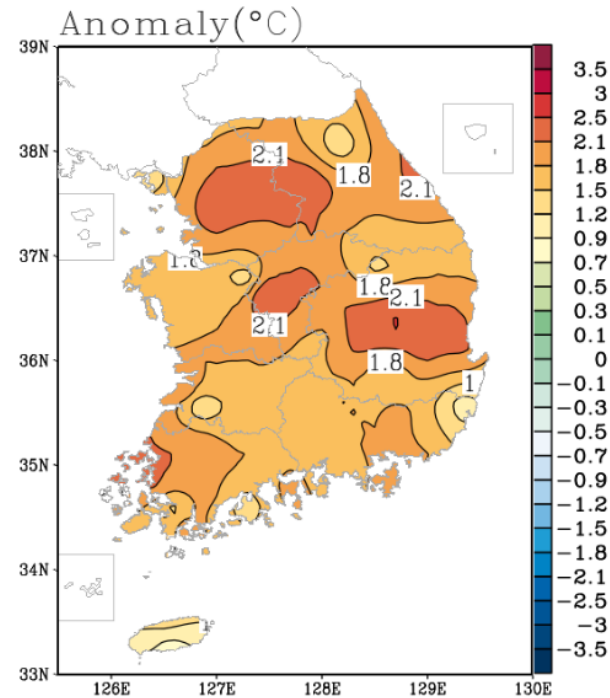 Anomaly(°C)
39N
38N
37N
36N
35N
34N
33N
126E
127E
128E
129E
130E
2.1
1.8
2.1
1.8
1.8
2.1
2.1
1.8
1
3.5
3
2.5
2.1
1.8
1.5
1.2
0.9
0.7
0.5
0.3
0.1
0
−0.1
−0.3
−0.5
−0.7
−0.9
−1.2
−1.5
−1.8
−2.1
−2.5
−3
−3.5